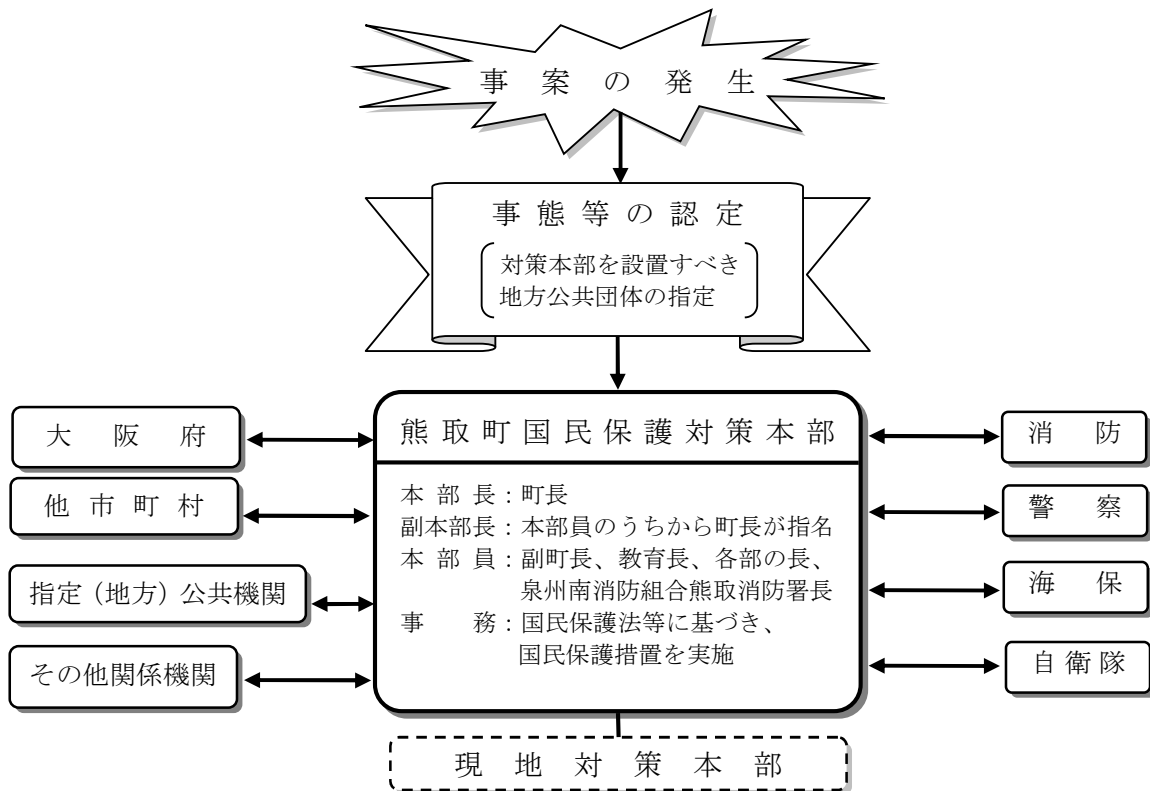 事案の発生
事態等の認定
対策本部を設置すべき
地方公共団体の指定
熊取町国民保護対策本部
本部長：町長
副本部長：本部員のうちから町長が指名
本部員：副町長、教育長、各部の長、
泉州南消防組合熊取消防署長
事務：国民保護法等に基づき、
国民保護措置を実施
大阪府
他市町村
指定（地方）公共機関
その他関係機関
消防
警察
海保
自衛隊
現地対策本部